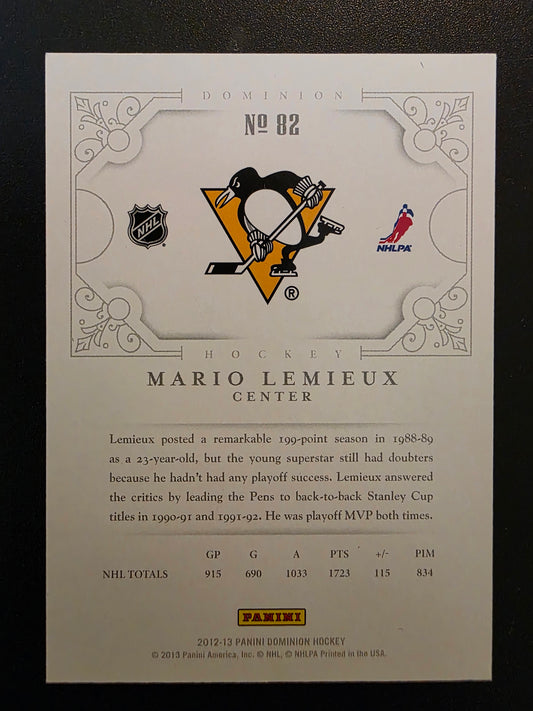 DOMINION
Nº 82
NHL
NHLPA
®
HOCKEY
MARIO LEMIEUX
CENTER
Lemieux posted a remarkable 199-point season in 1988-89
as a 23-year-old, but the young superstar still had doubters
because he hadn't had any playoff success. Lemieux answered
the critics by leading the Pens to back-to-back Stanley Cup
titles in 1990-91 and 1991-92. He was playoff MVP both times.
GP G A PTS +/- PIM
NHL TOTALS 915 690 1033 1723 115 834
PANINI
2012-13 PANINI DOMINION HOCKEY
© 2013 Panini America, Inc. © NHL, © NHLPA Printed in the USA.